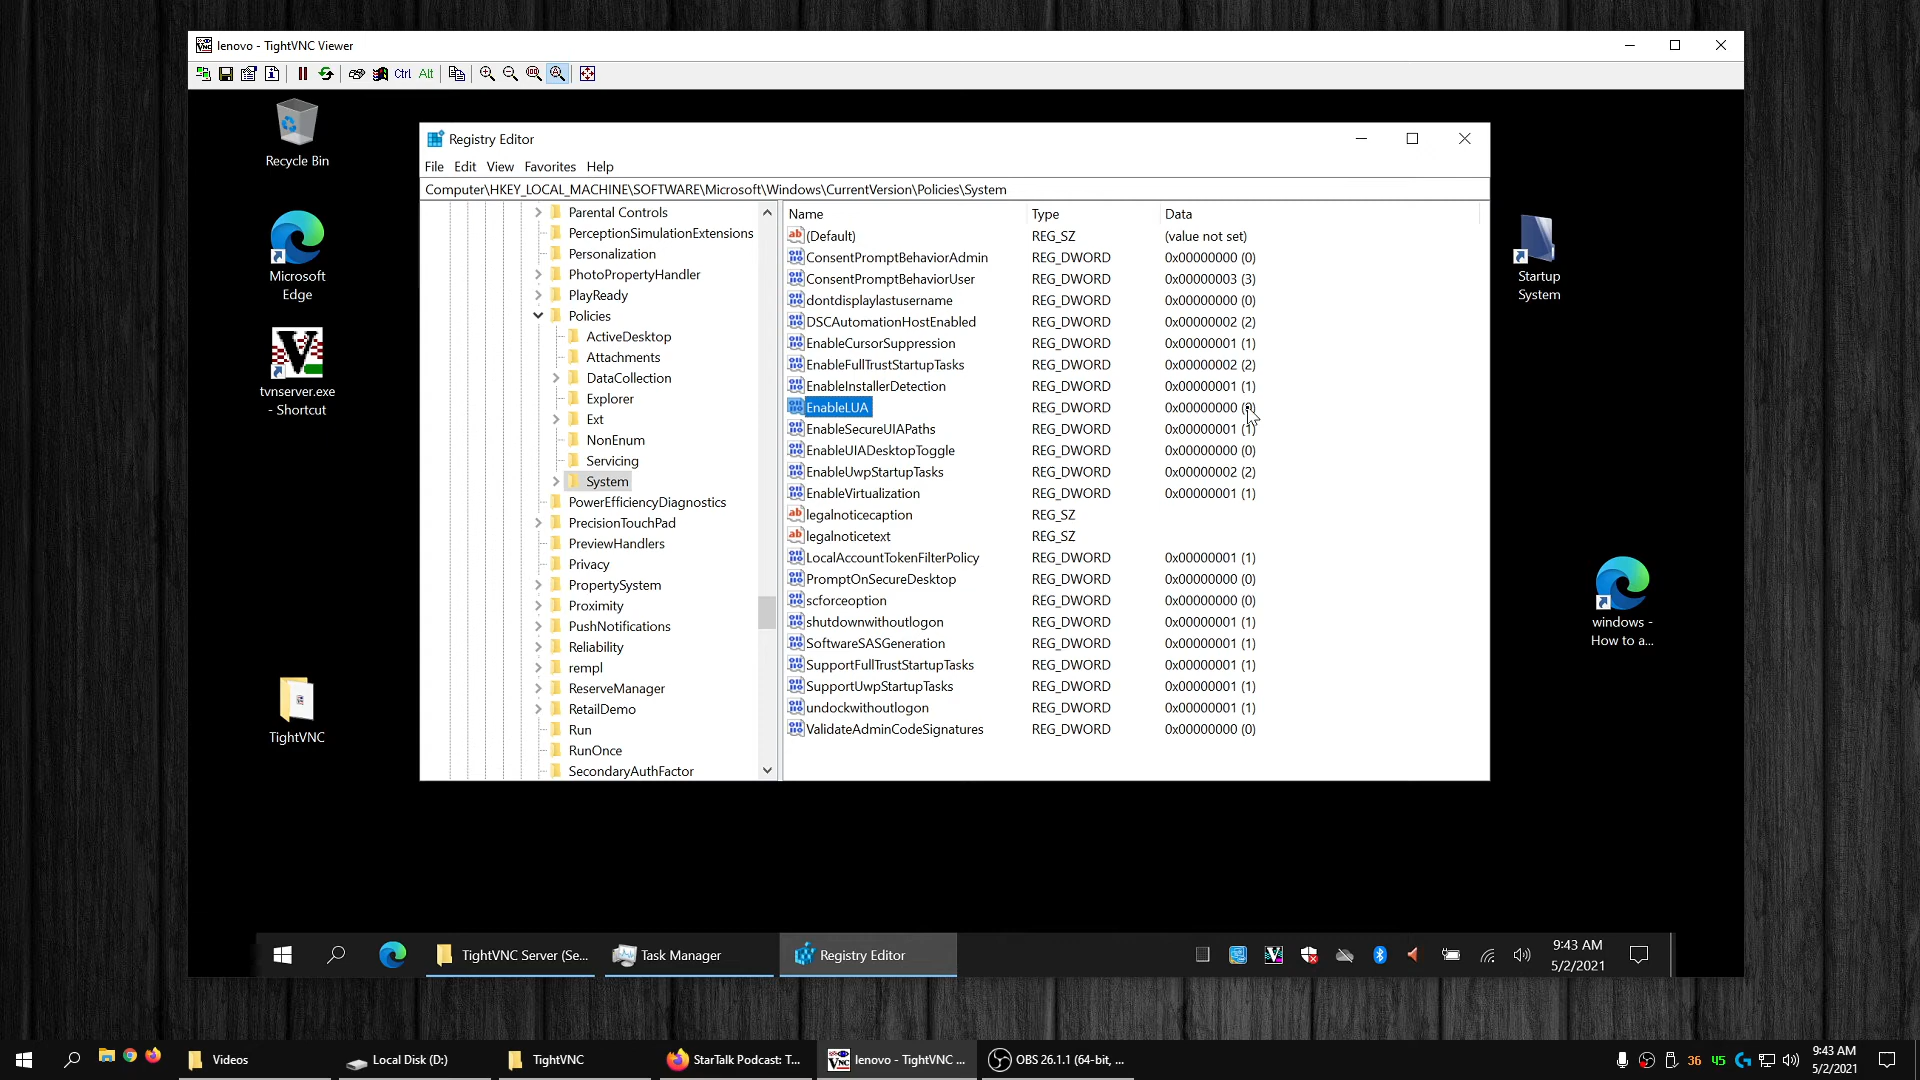 lenovo - TightVNC Viewer
Ctrl Alt
Recycle Bin
Microsoft
Edge
tvnserver.exe
- Shortcut
TightVNC
Registry Editor
File Edit View Favorites Help
Computer\HKEY_LOCAL_MACHINE\SOFTWARE\Microsoft\Windows\CurrentVersion\Policies\System
Parental Controls
PerceptionSimulationExtensions
Personalization
PhotoPropertyHandler
PlayReady
Policies
ActiveDesktop
Attachments
DataCollection
Explorer
Ext
NonEnum
Servicing
System
PowerEfficiencyDiagnostics
PrecisionTouchPad
PreviewHandlers
Privacy
PropertySystem
Proximity
PushNotifications
Reliability
rempl
ReserveManager
RetailDemo
Run
RunOnce
SecondaryAuthFactor
Name Type Data
(Default) REG_SZ (value not set)
ConsentPromptBehaviorAdmin REG_DWORD 0x00000000 (0)
ConsentPromptBehaviorUser REG_DWORD 0x00000003 (3)
dontdisplaylastusername REG_DWORD 0x00000000 (0)
DSCAutomationHostEnabled REG_DWORD 0x00000002 (2)
EnableCursorSuppression REG_DWORD 0x00000001 (1)
EnableFullTrustStartupTasks REG_DWORD 0x00000002 (2)
EnableInstallerDetection REG_DWORD 0x00000001 (1)
EnableLUA REG_DWORD 0x00000000 (0)
EnableSecureUIAPaths REG_DWORD 0x00000001 (1)
EnableUIADesktopToggle REG_DWORD 0x00000000 (0)
EnableUwpStartupTasks REG_DWORD 0x00000002 (2)
EnableVirtualization REG_DWORD 0x00000001 (1)
legalnoticecaption REG_SZ
legalnoticetext REG_SZ
LocalAccountTokenFilterPolicy REG_DWORD 0x00000001 (1)
PromptOnSecureDesktop REG_DWORD 0x00000000 (0)
scforceoption REG_DWORD 0x00000000 (0)
shutdownwithoutlogon REG_DWORD 0x00000001 (1)
SoftwareSASGeneration REG_DWORD 0x00000001 (1)
SupportFullTrustStartupTasks REG_DWORD 0x00000001 (1)
SupportUwpStartupTasks REG_DWORD 0x00000001 (1)
undockwithoutlogon REG_DWORD 0x00000001 (1)
ValidateAdminCodeSignatures REG_DWORD 0x00000000 (0)
Startup
System
windows -
How to a...
TightVNC Server (Se... Task Manager Registry Editor
9:43 AM
5/2/2021
Videos Local Disk (D:) TightVNC StarTalk Podcast: T... lenovo - TightVNC ... OBS 26.1.1 (64-bit, ...
36 45
9:43 AM
5/2/2021